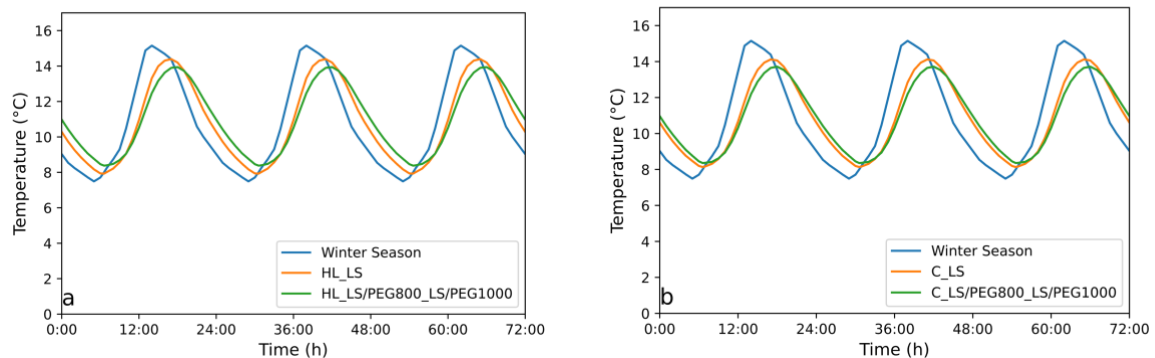 16
14
12
10
8
6
4
2
0
Temperature (°C)
Winter Season
HL_LS
HL_LS/PEG800_LS/PEG1000
a
0:00 12:00 24:00 36:00 48:00 60:00 72:00
Time (h)
16
14
12
10
8
6
4
2
0
Temperature (°C)
Winter Season
C_LS
C_LS/PEG800_LS/PEG1000
b
0:00 12:00 24:00 36:00 48:00 60:00 72:00
Time (h)